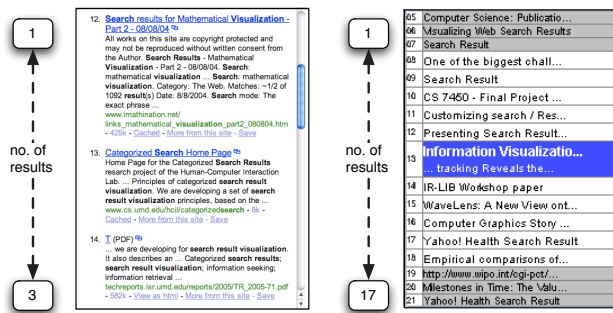 1
no. of
results
3
12. Search results for Mathematical Visualization -
Part 2 - 08/08/04
All works on this site are copyright protected and
may not be reproduced without written consent from
the Author. Search Results - Mathematical
Visualization - Part 2 - 08/08/04. Search:
mathematical visualization ... Search: mathematical
visualization. Category: The Web. Matches: ~1/2 of
1092 result(s) Date: 8/8/2004. Search mode: The
exact phrase ...
www.imathination.net/
links_mathematical_visualization_part2_080804.htm
- 425k - Cached - More from this site - Save
13. Categorized Search Home Page
Home Page for the Categorized Search Results
resarch project of the Human-Computer Interaction
Lab. ... Principles of categorized search result
visualization. We are developing a set of search
result visualization principles, based on the ...
www.cs.umd.edu/hcil/categorizedsearch - 8k -
Cached - More from this site - Save
14. T (PDF)
... we are developing for search result visualization.
It also describes an ... Categorized search results;
search result visualization; information seeking;
information retrieval ...
techreports.isr.umd.edu/reports/2005/TR_2005-71.pdf
- 582k - View as html - More from this site - Save
1
no. of
results
17
05 Computer Science: Publicatio...
06 Visualizing Web Search Results
07 Search Result
08 One of the biggest chall...
09 Search Result
10 CS 7450 - Final Project ...
11 Customizing search / Res...
12 Presenting Search Result...
13 Information Visualizatio...
... tracking Reveals the...
14 IR-LIB Workshop paper
15 WaveLens: A New View ont...
16 Computer Graphics Story ...
17 Yahoo! Health Search Result
18 Empirical comparisons of...
19 http://www.wipo.int/cgi-pct/...
20 Milestones in Time: The Valu...
21 Yahoo! Health Search Result